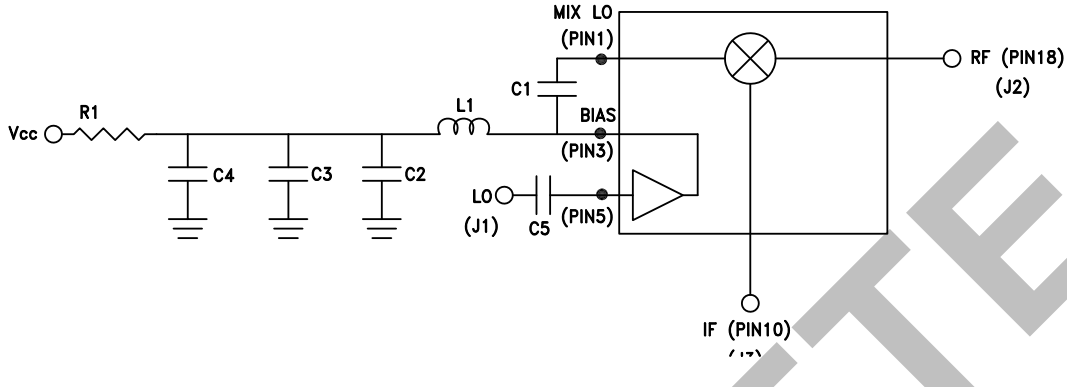 MIX LO
(PIN1)
RF (PIN18)
(J2)
C1
R1
L1
BIAS
Vcc
(PIN3)
C4
C3
C2
LO
(J1)
C5
(PIN5)
IF (PIN10)